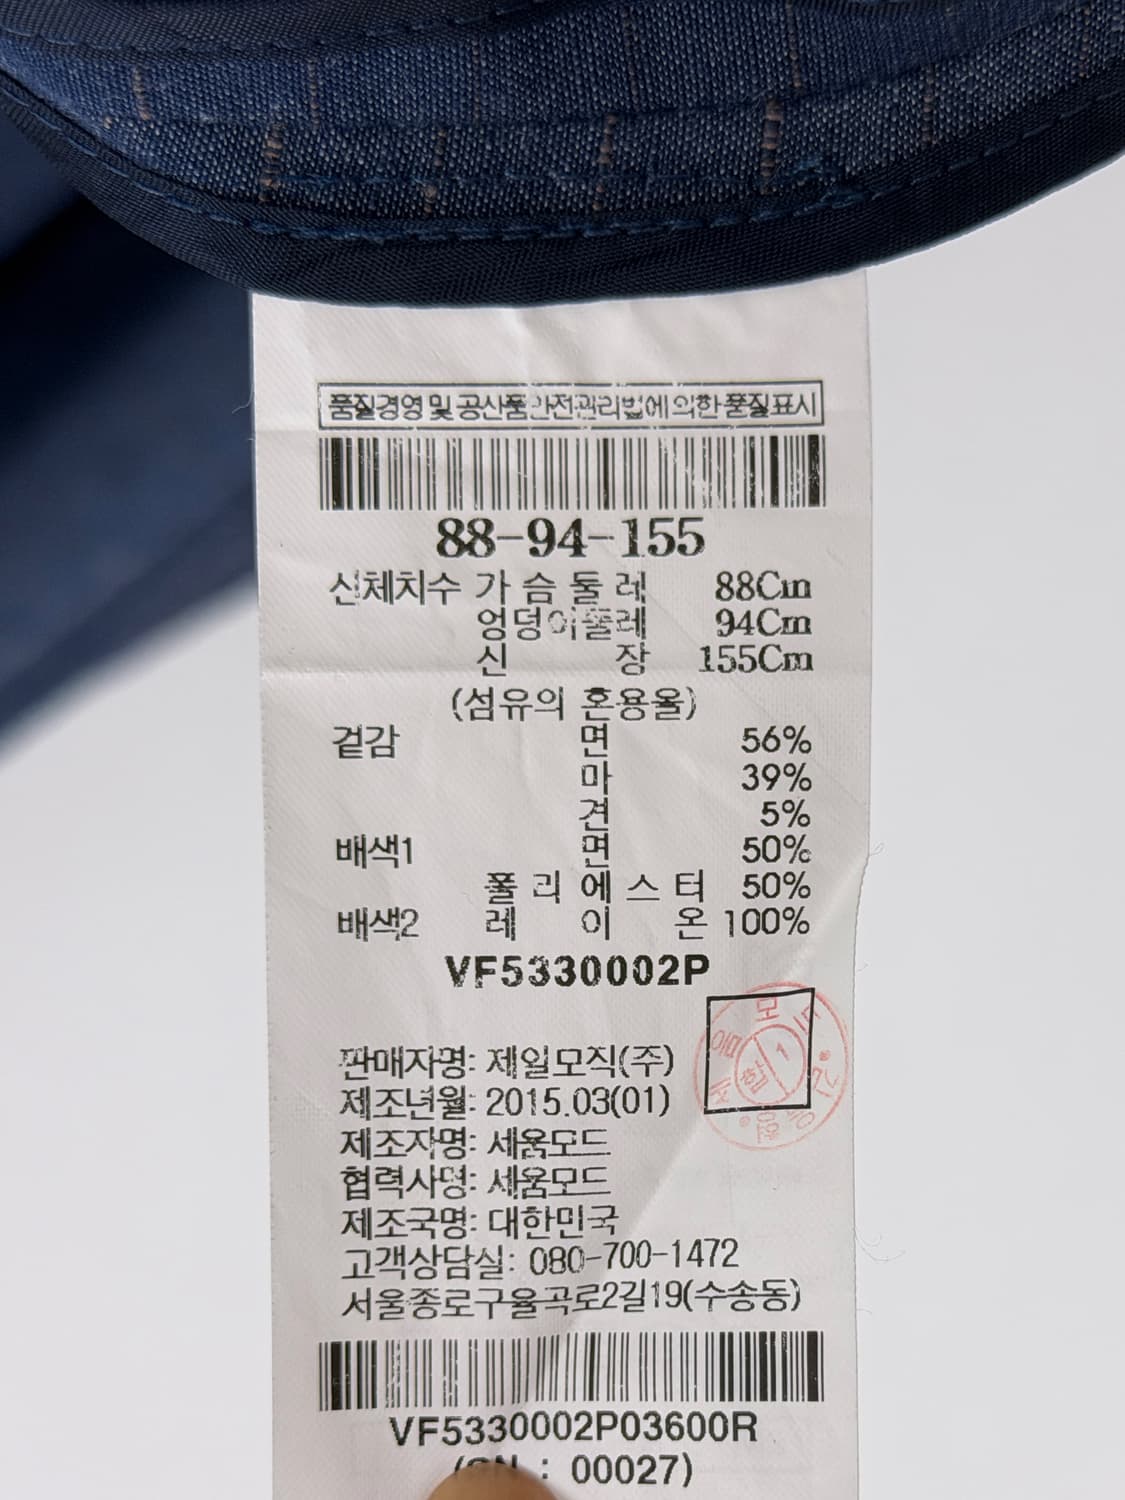 품질경영 및 공산품안전관리법에 의한 품질표시
88-94-155
신체치수 가슴둘레 88Cm
엉덩이둘레 94Cm
신장 155Cm
(섬유의 혼용율)
겉감 면 56%
마 39%
견 5%
배색1 면 50%
폴리에스터 50%
배색2 레이온 100%
VF5330002P
판매자명: 제일모직(주)
제조년월: 2015.03(01)
제조자명: 세움모드
협력사명: 세움모드
제조국명: 대한민국
고객상담실: 080-700-1472
서울종로구율곡로2길19(수송동)
VF5330002P03600R
: 00027)